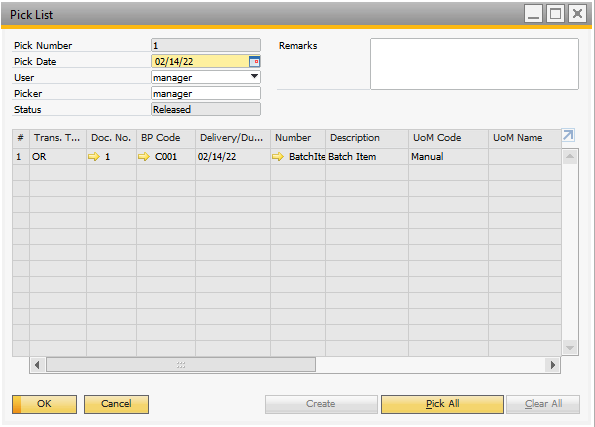 Pick List
Pick Number 1 Remarks
Pick Date 02/14/22
User manager
Picker manager
Status Released
# Trans. T... Doc. No. BP Code Delivery/Du... Number Description UoM Code UoM Name
1 OR 1 C001 02/14/22 BatchIte Batch Item Manual
OK Cancel Create Pick All Clear All